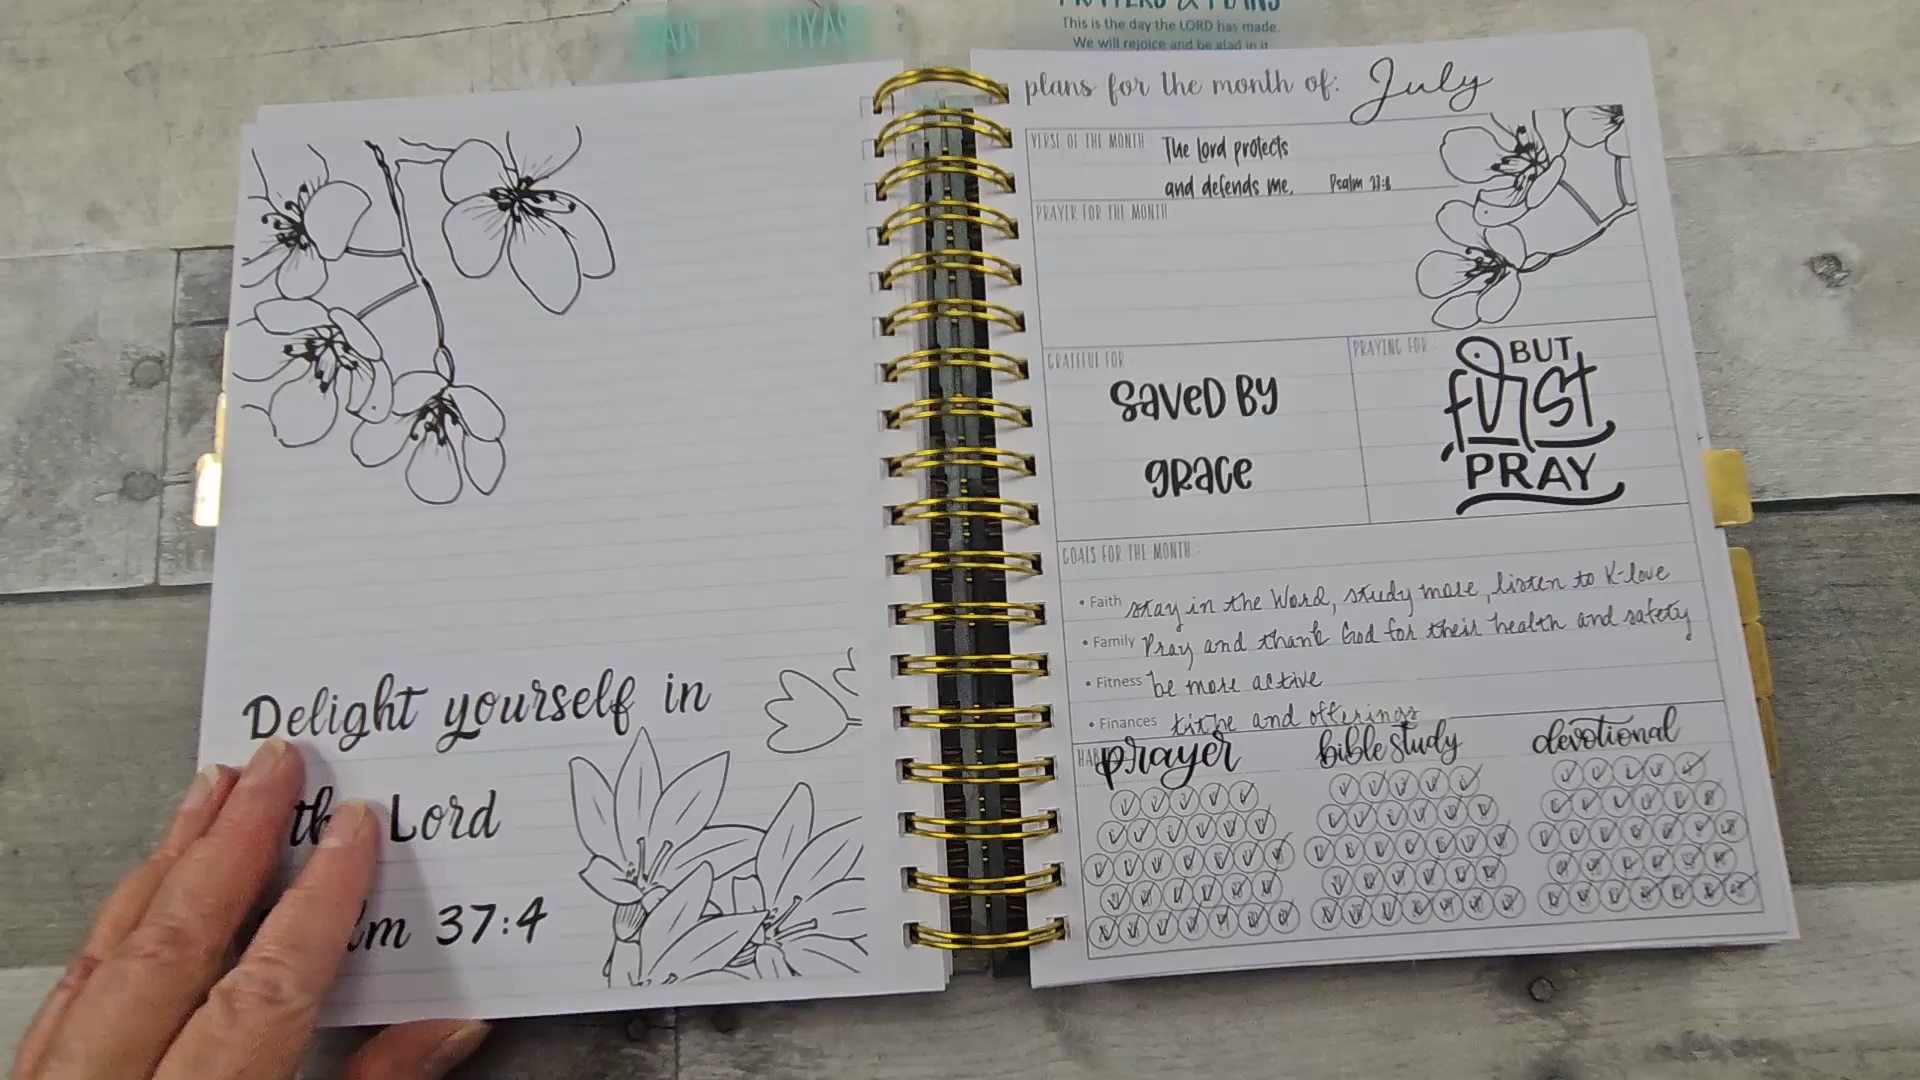 PRAYERS & PLANS
This is the day the LORD has made.
We will rejoice and be glad in it
Delight yourself in
the Lord
37:4
plans for the month of: July
VERSE OF THE MONTH The Lord protects
and defends me. Psalm
PRAYER FOR THE MONTH
GRATEFUL FOR :
saved by
grace
PRAYING FOR :
BUT
first
PRAY
GOALS FOR THE MONTH :
• Faith stay in the Word, study more, listen to K-love
• Family Pray and thank God for their health and safety
• Fitness be more active
• Finances tithe and offerings
prayer bible study devotional